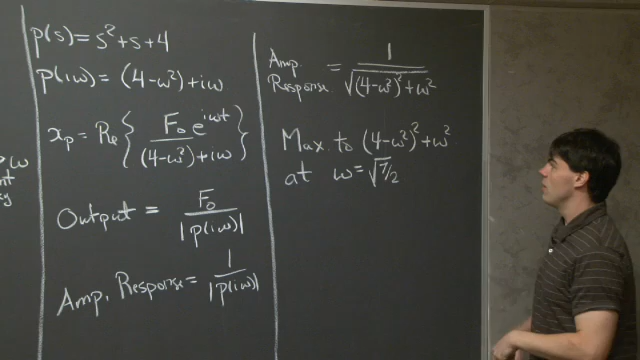 p(s) = s² + s + 4
p(iω) = (4-ω²) + iω
x_p = Re { F₀ e^{iωt} / ((4-ω²) + iω) }
Output = F₀ / |p(iω)|
Amp. Response = 1 / |p(iω)|
Amp. Response = 1 / √((4-ω²)² + ω²)
Max. to (4-ω²)² + ω²
at ω = √7/2